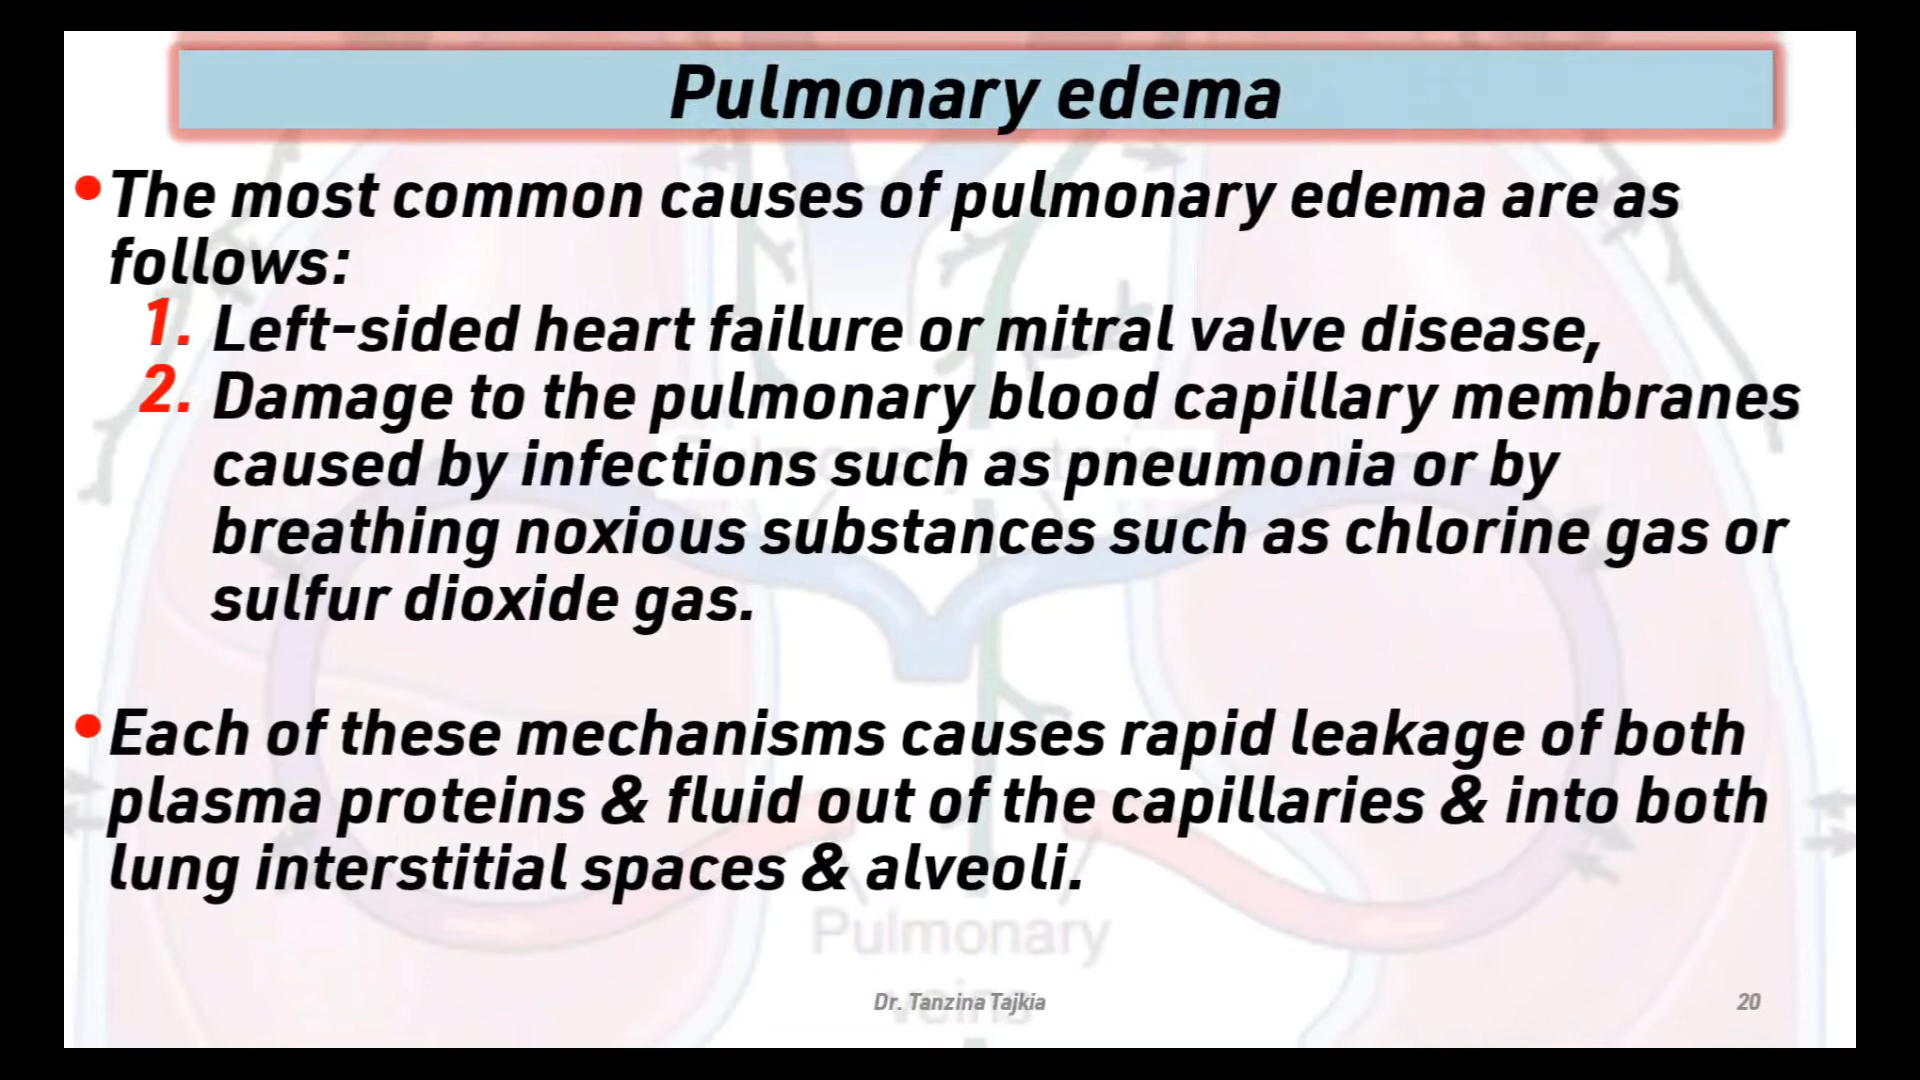 Pulmonary edema
•The most common causes of pulmonary edema are as
follows:
1. Left-sided heart failure or mitral valve disease,
2. Damage to the pulmonary blood capillary membranes
caused by infections such as pneumonia or by
breathing noxious substances such as chlorine gas or
sulfur dioxide gas.
•Each of these mechanisms causes rapid leakage of both
plasma proteins & fluid out of the capillaries & into both
lung interstitial spaces & alveoli.
Pulmonary
veins
Dr. Tanzina Tajkia
20